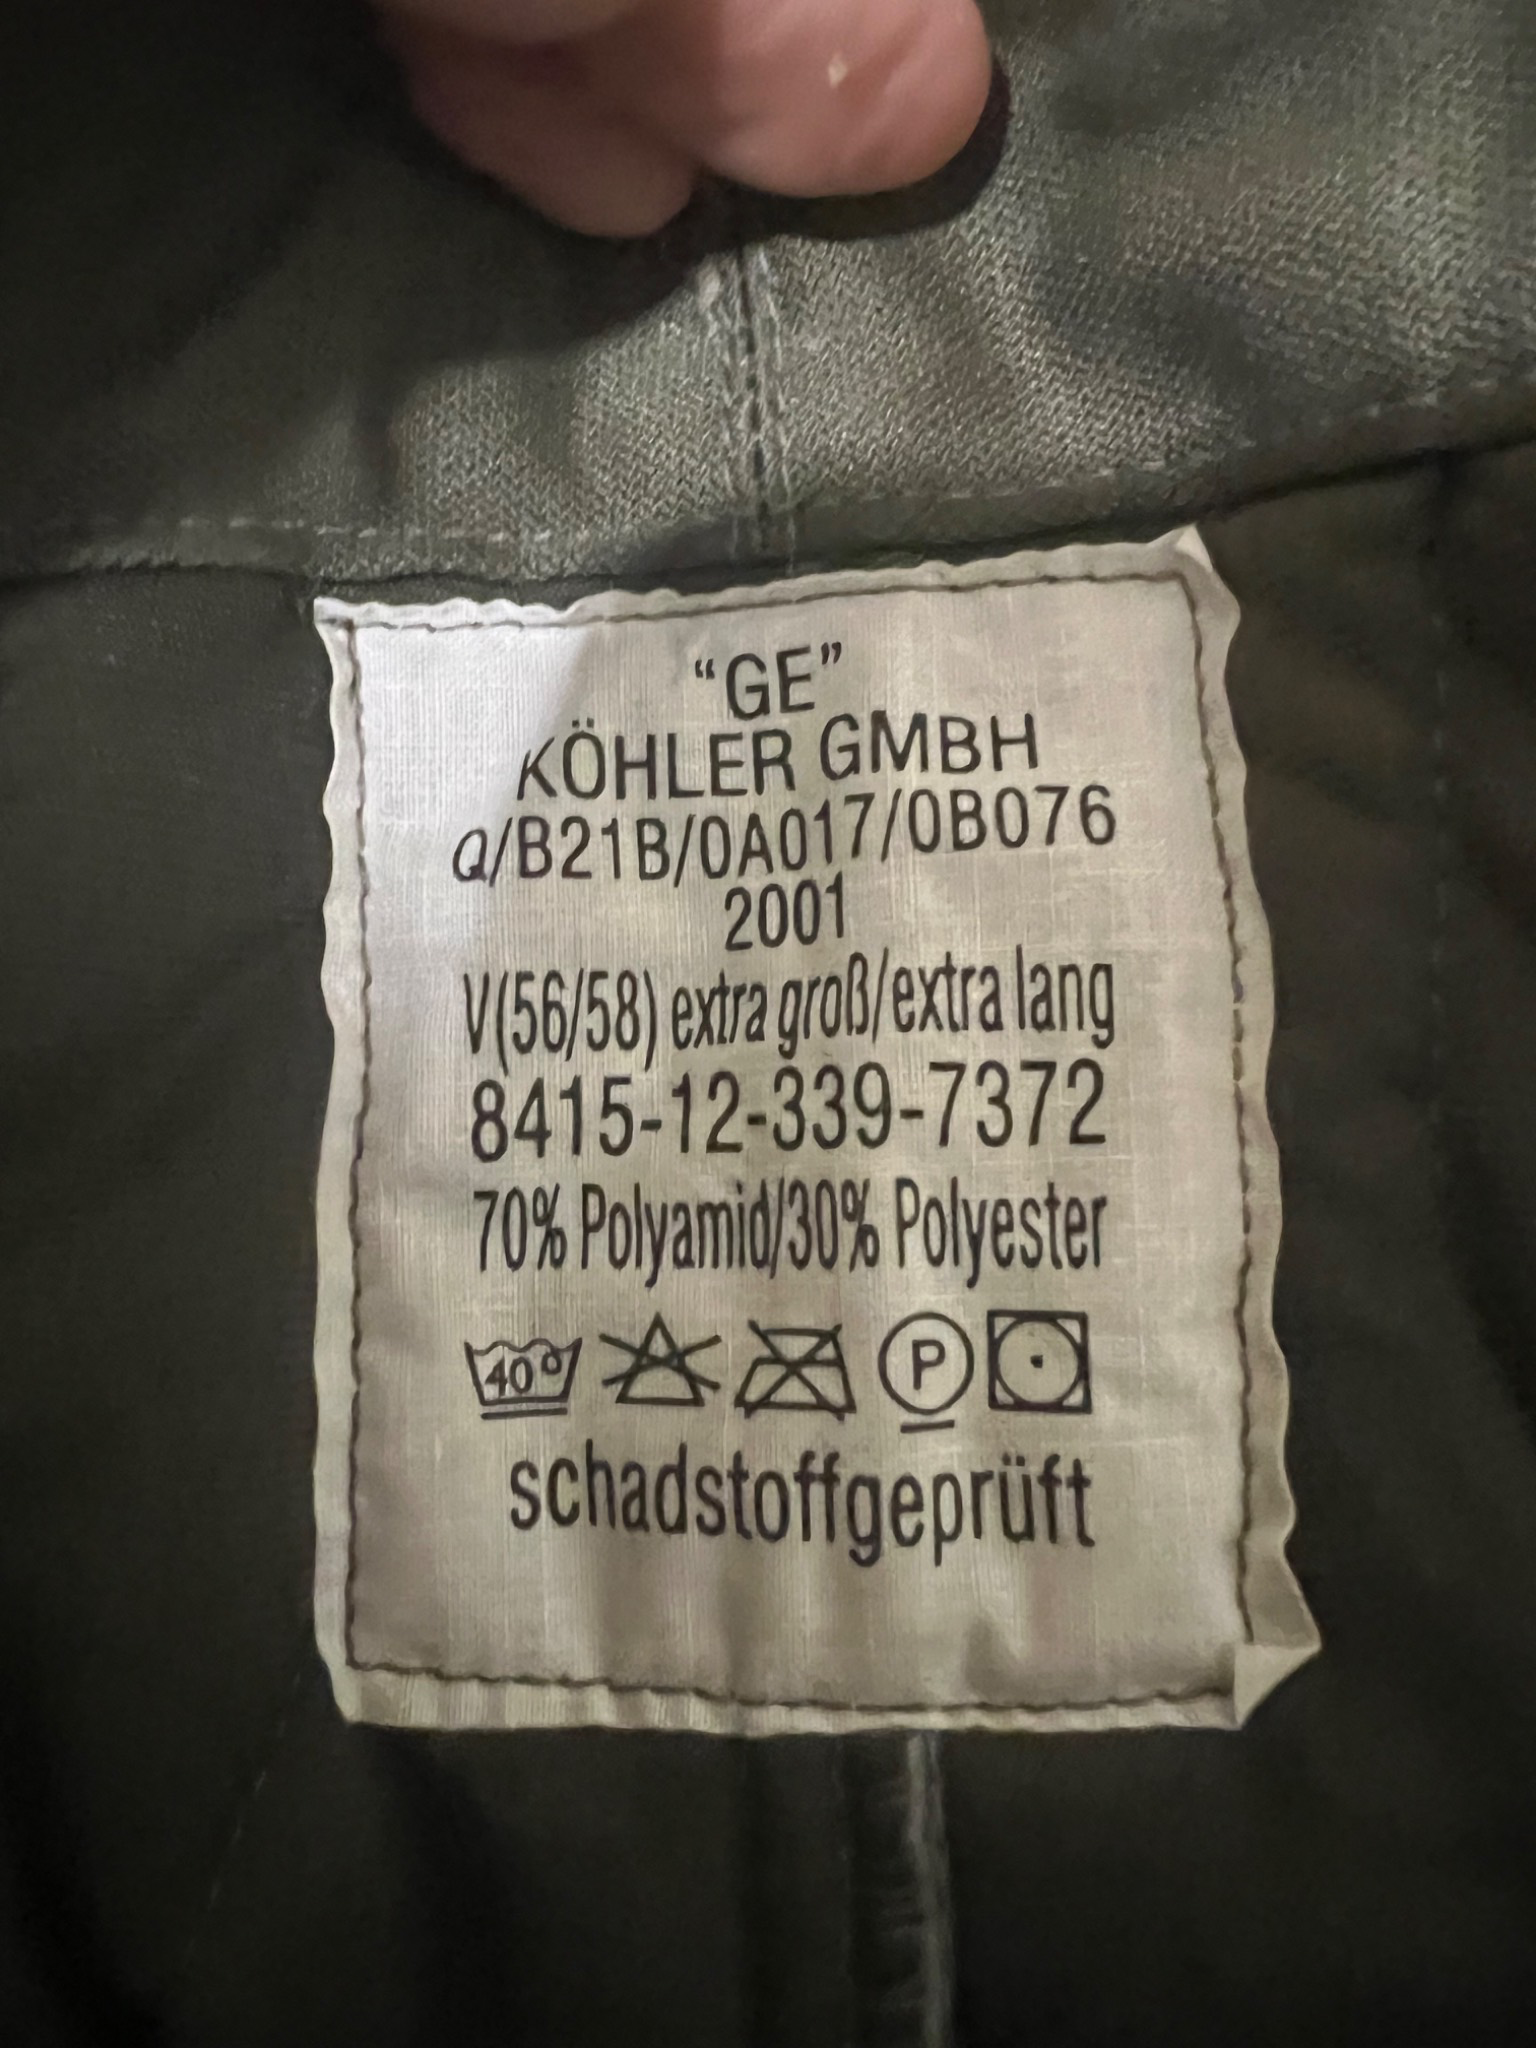 “GE”
KÖHLER GMBH
Q/B21B/0A017/0B076
2001
V(56/58) extra groß/extra lang
8415-12-339-7372
70% Polyamid/30% Polyester
40° P
schadstoffgeprüft